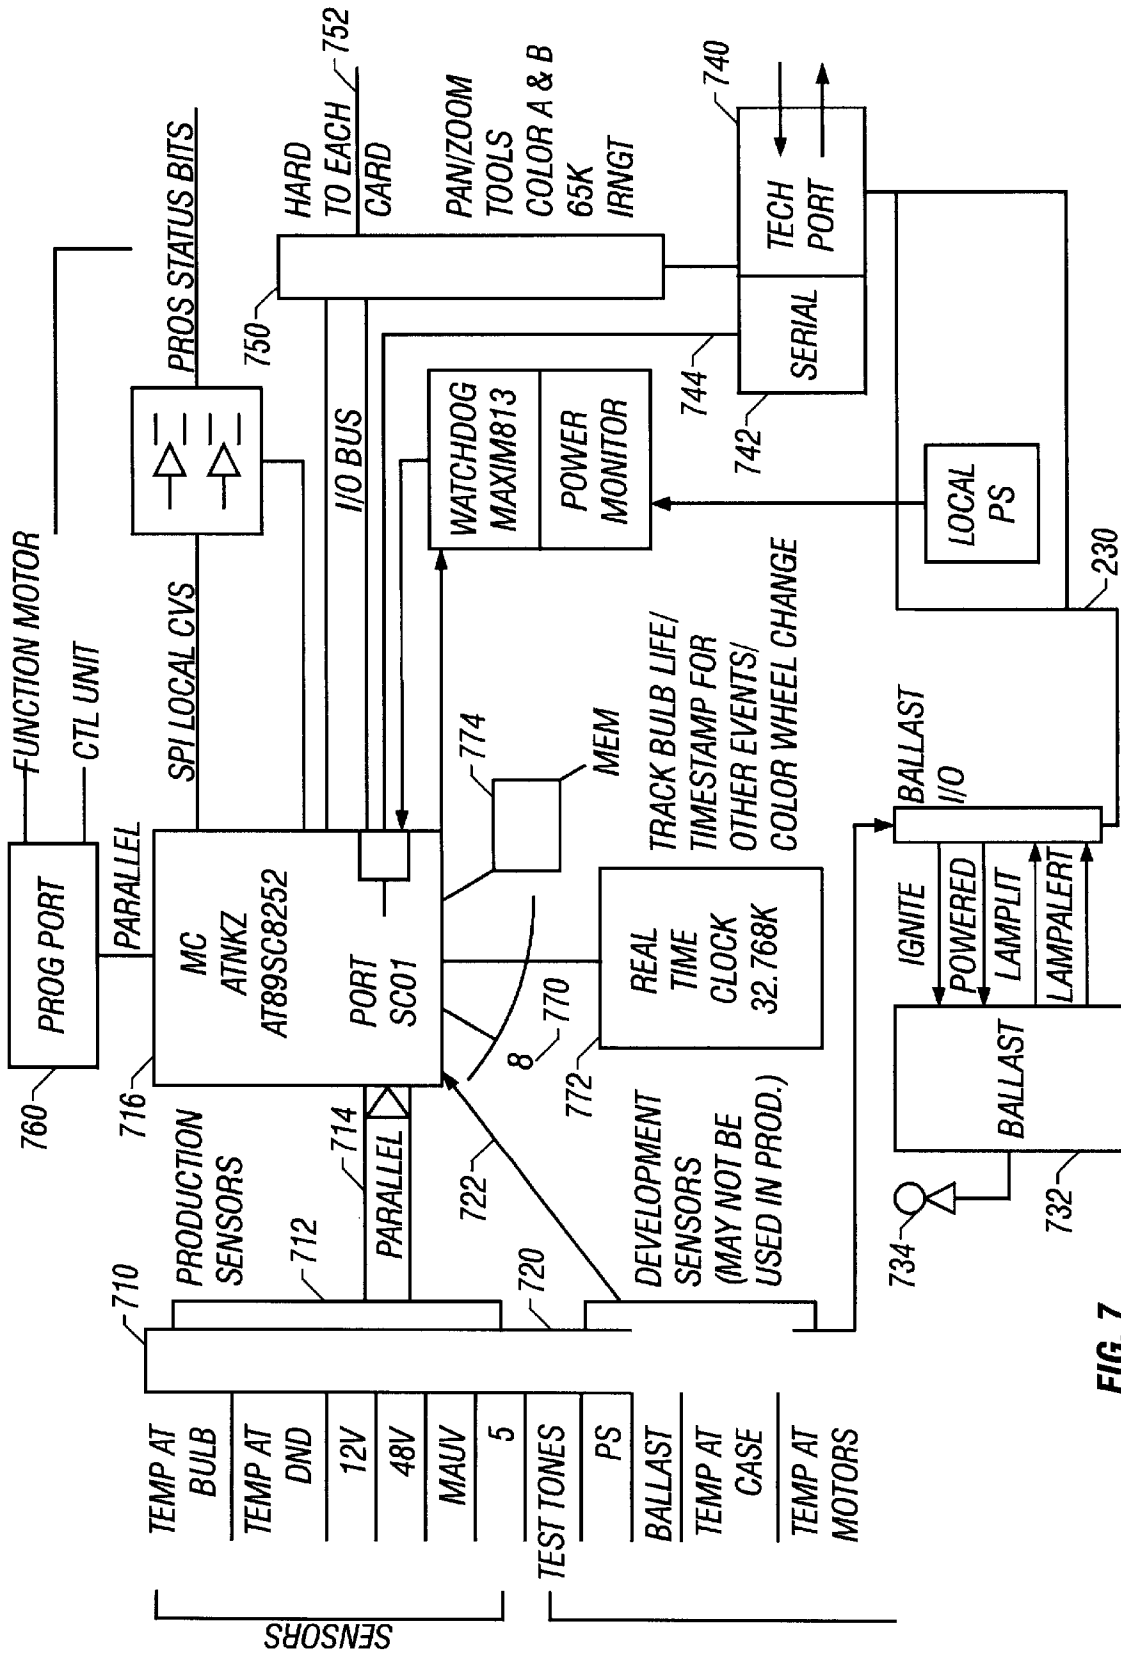 SENSORS
TEMP AT
BULB
TEMP AT
DND
12V
48V
MAUV
5
TEST TONES
PS
BALLAST
TEMP AT
CASE
TEMP AT
MOTORS
710
PRODUCTION
SENSORS
712
714
PARALLEL
720
722
DEVELOPMENT
SENSORS
(MAY NOT BE
USED IN PROD.)
760
PROG PORT
FUNCTION MOTOR
CTL UNIT
PARALLEL
716
MC
ATNKZ
AT89SC8252
PORT
SC01
SPI LOCAL CVS
PROS STATUS BITS
I/O BUS
750
HARD
TO EACH
CARD
752
PAN/ZOOM
TOOLS
COLOR A & B
65K
IRNGT
WATCHDOG
MAXIM813
POWER
MONITOR
744
742
SERIAL
TECH
PORT
740
774
MEM
8
770
772
REAL
TIME
CLOCK
32.768K
TRACK BULB LIFE/
TIMESTAMP FOR
OTHER EVENTS/
COLOR WHEEL CHANGE
LOCAL
PS
230
BALLAST
I/O
IGNITE
POWERED
LAMPLIT
LAMPALERT
BALLAST
732
734
FIG. 7